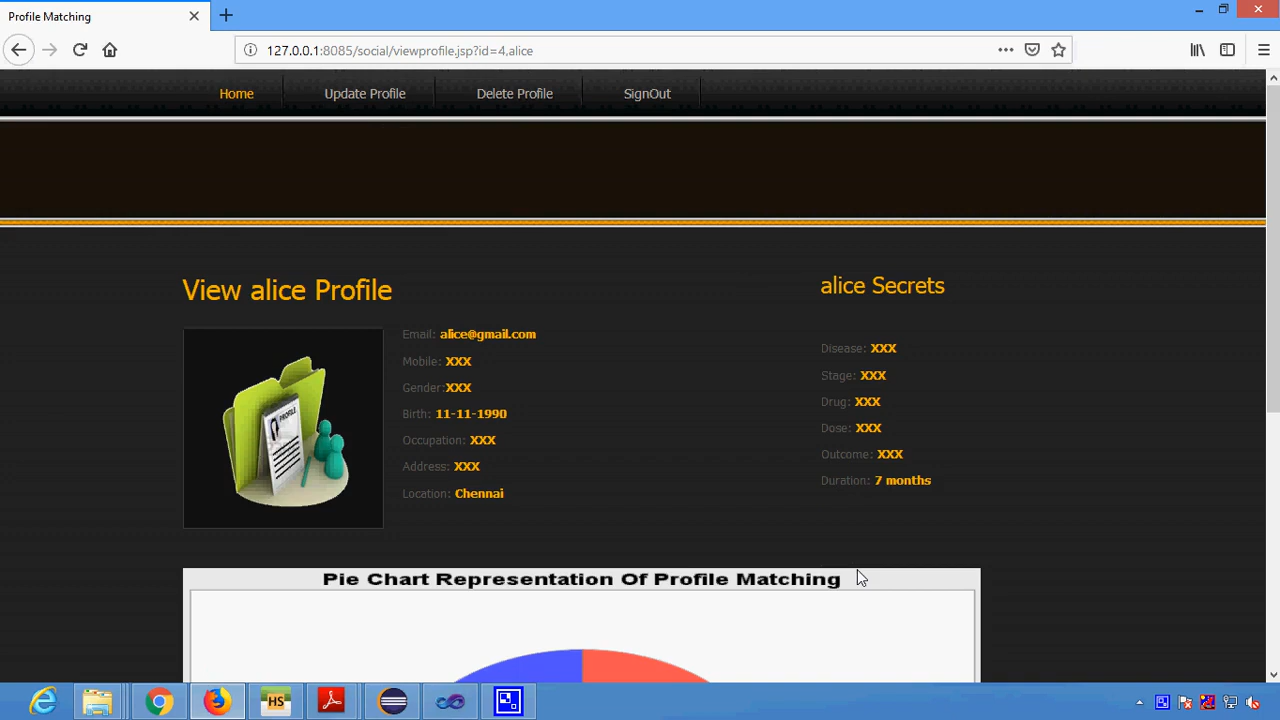 Profile Matching
127.0.0.1:8085/social/viewprofile.jsp?id=4,alice
Home Update Profile Delete Profile SignOut
View alice Profile
Email: alice@gmail.com
Mobile: XXX
Gender:XXX
Birth: 11-11-1990
Occupation: XXX
Address: XXX
Location: Chennai
alice Secrets
Disease: XXX
Stage: XXX
Drug: XXX
Dose: XXX
Outcome: XXX
Duration: 7 months
PROFILE
Pie Chart Representation Of Profile Matching
HS